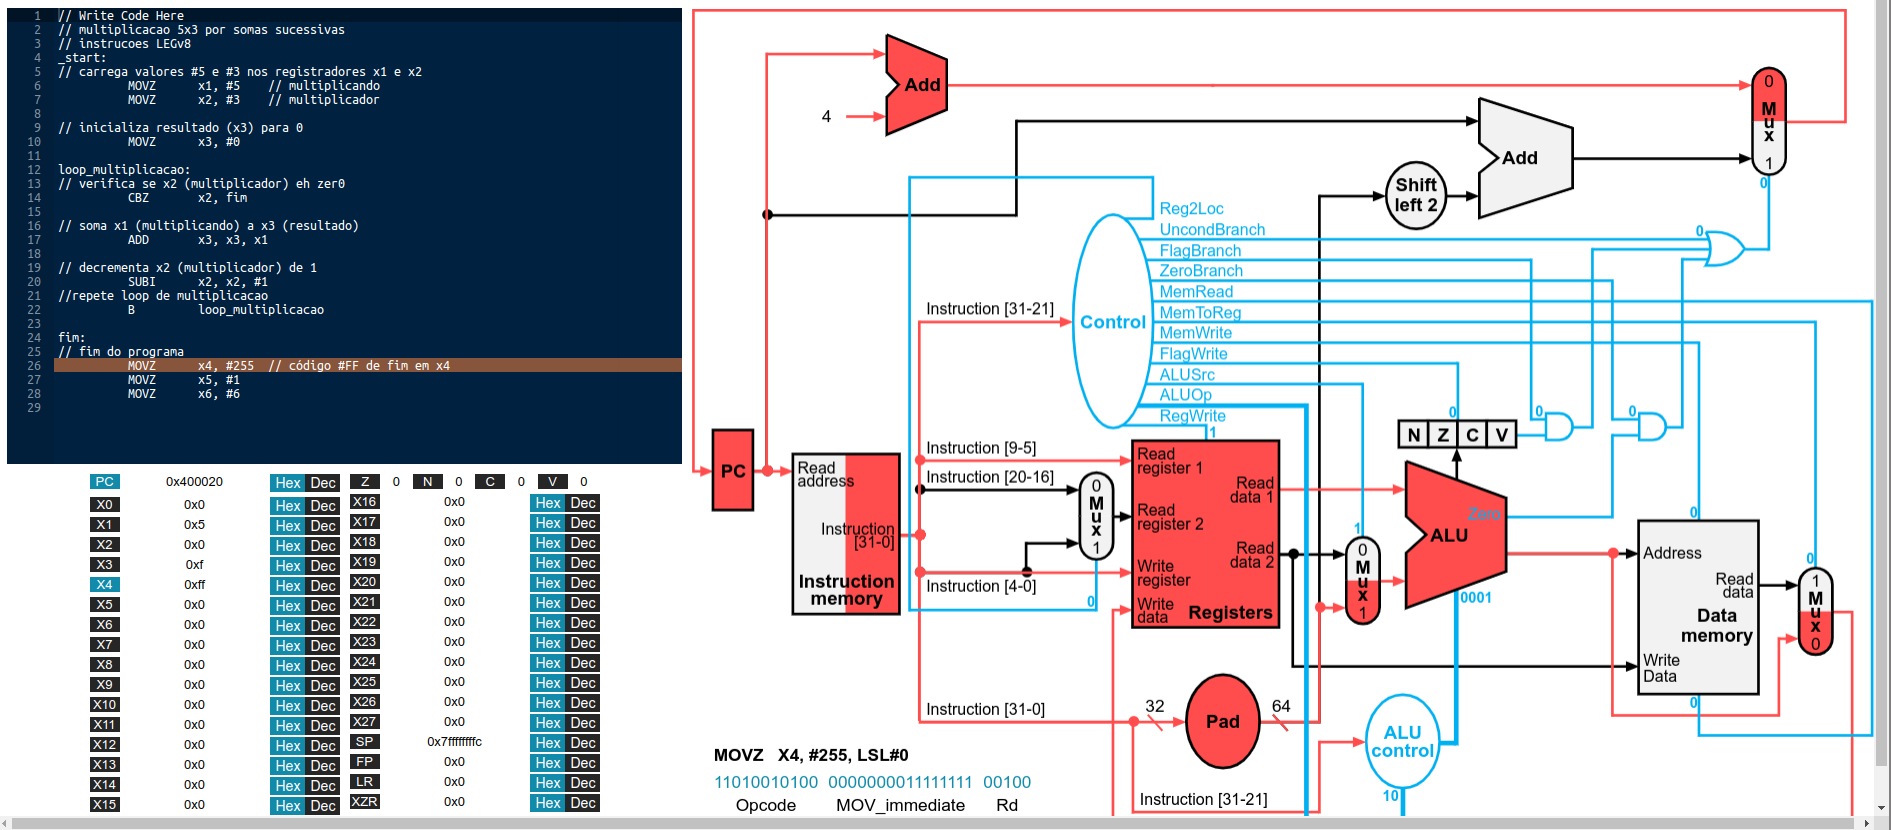 1 // Write Code Here
2 // multiplicacao 5x3 por somas sucessivas
3 // instrucoes LEGv8
4 _start:
5 // carrega valores #5 e #3 nos registradores x1 e x2
6 MOVZ x1, #5 // multiplicando
7 MOVZ x2, #3 // multiplicador
8
9 // inicializa resultado (x3) para 0
10 MOVZ x3, #0
11
12 loop_multiplicacao:
13 // verifica se x2 (multiplicador) eh zer0
14 CBZ x2, fim
15
16 // soma x1 (multiplicando) a x3 (resultado)
17 ADD x3, x3, x1
18
19 // decrementa x2 (multiplicador) de 1
20 SUBI x2, x2, #1
21 //repete loop de multiplicacao
22 B loop_multiplicacao
23
24 fim:
25 // fim do programa
26 MOVZ x4, #255 // código #FF de fim em x4
27 MOVZ x5, #1
28 MOVZ x6, #6
29
PC 0x400020 Hex Dec Z 0 N 0 C 0 V 0
X0 0x0 Hex Dec X16 0x0 Hex Dec
X1 0x5 Hex Dec X17 0x0 Hex Dec
X2 0x0 Hex Dec X18 0x0 Hex Dec
X3 0xf Hex Dec X19 0x0 Hex Dec
X4 0xff Hex Dec X20 0x0 Hex Dec
X5 0x0 Hex Dec X21 0x0 Hex Dec
X6 0x0 Hex Dec X22 0x0 Hex Dec
X7 0x0 Hex Dec X23 0x0 Hex Dec
X8 0x0 Hex Dec X24 0x0 Hex Dec
X9 0x0 Hex Dec X25 0x0 Hex Dec
X10 0x0 Hex Dec X26 0x0 Hex Dec
X11 0x0 Hex Dec X27 0x0 Hex Dec
X12 0x0 Hex Dec SP 0x7ffffffffc Hex Dec
X13 0x0 Hex Dec FP 0x0 Hex Dec
X14 0x0 Hex Dec LR 0x0 Hex Dec
X15 0x0 Hex Dec XZR 0x0 Hex Dec
Add
4
0
Mux
1
0
Add
Shift
left 2
Reg2Loc
UncondBranch
FlagBranch
ZeroBranch
MemRead
MemToReg
MemWrite
FlagWrite
ALUSrc
ALUOp
RegWrite
Control
0
0
0
0
1
N Z C V
Instruction [31-21]
Instruction [9-5]
Instruction [20-16]
Instruction [4-0]
Instruction [31-0]
PC
Read
address
Instruction
[31-0]
Instruction
memory
0
Mux
1
0
Read
register 1
Read
register 2
Write
register
Write
data
Read
data 1
Read
data 2
Registers
1
0
Mux
1
Zero
ALU
0001
0
Address
Read
data
Data
memory
Write
Data
0
0
1
Mux
0
32
Pad
64
ALU
control
10
Instruction [31-21]
MOVZ X4, #255, LSL#0
11010010100 0000000011111111 00100
Opcode MOV_immediate Rd